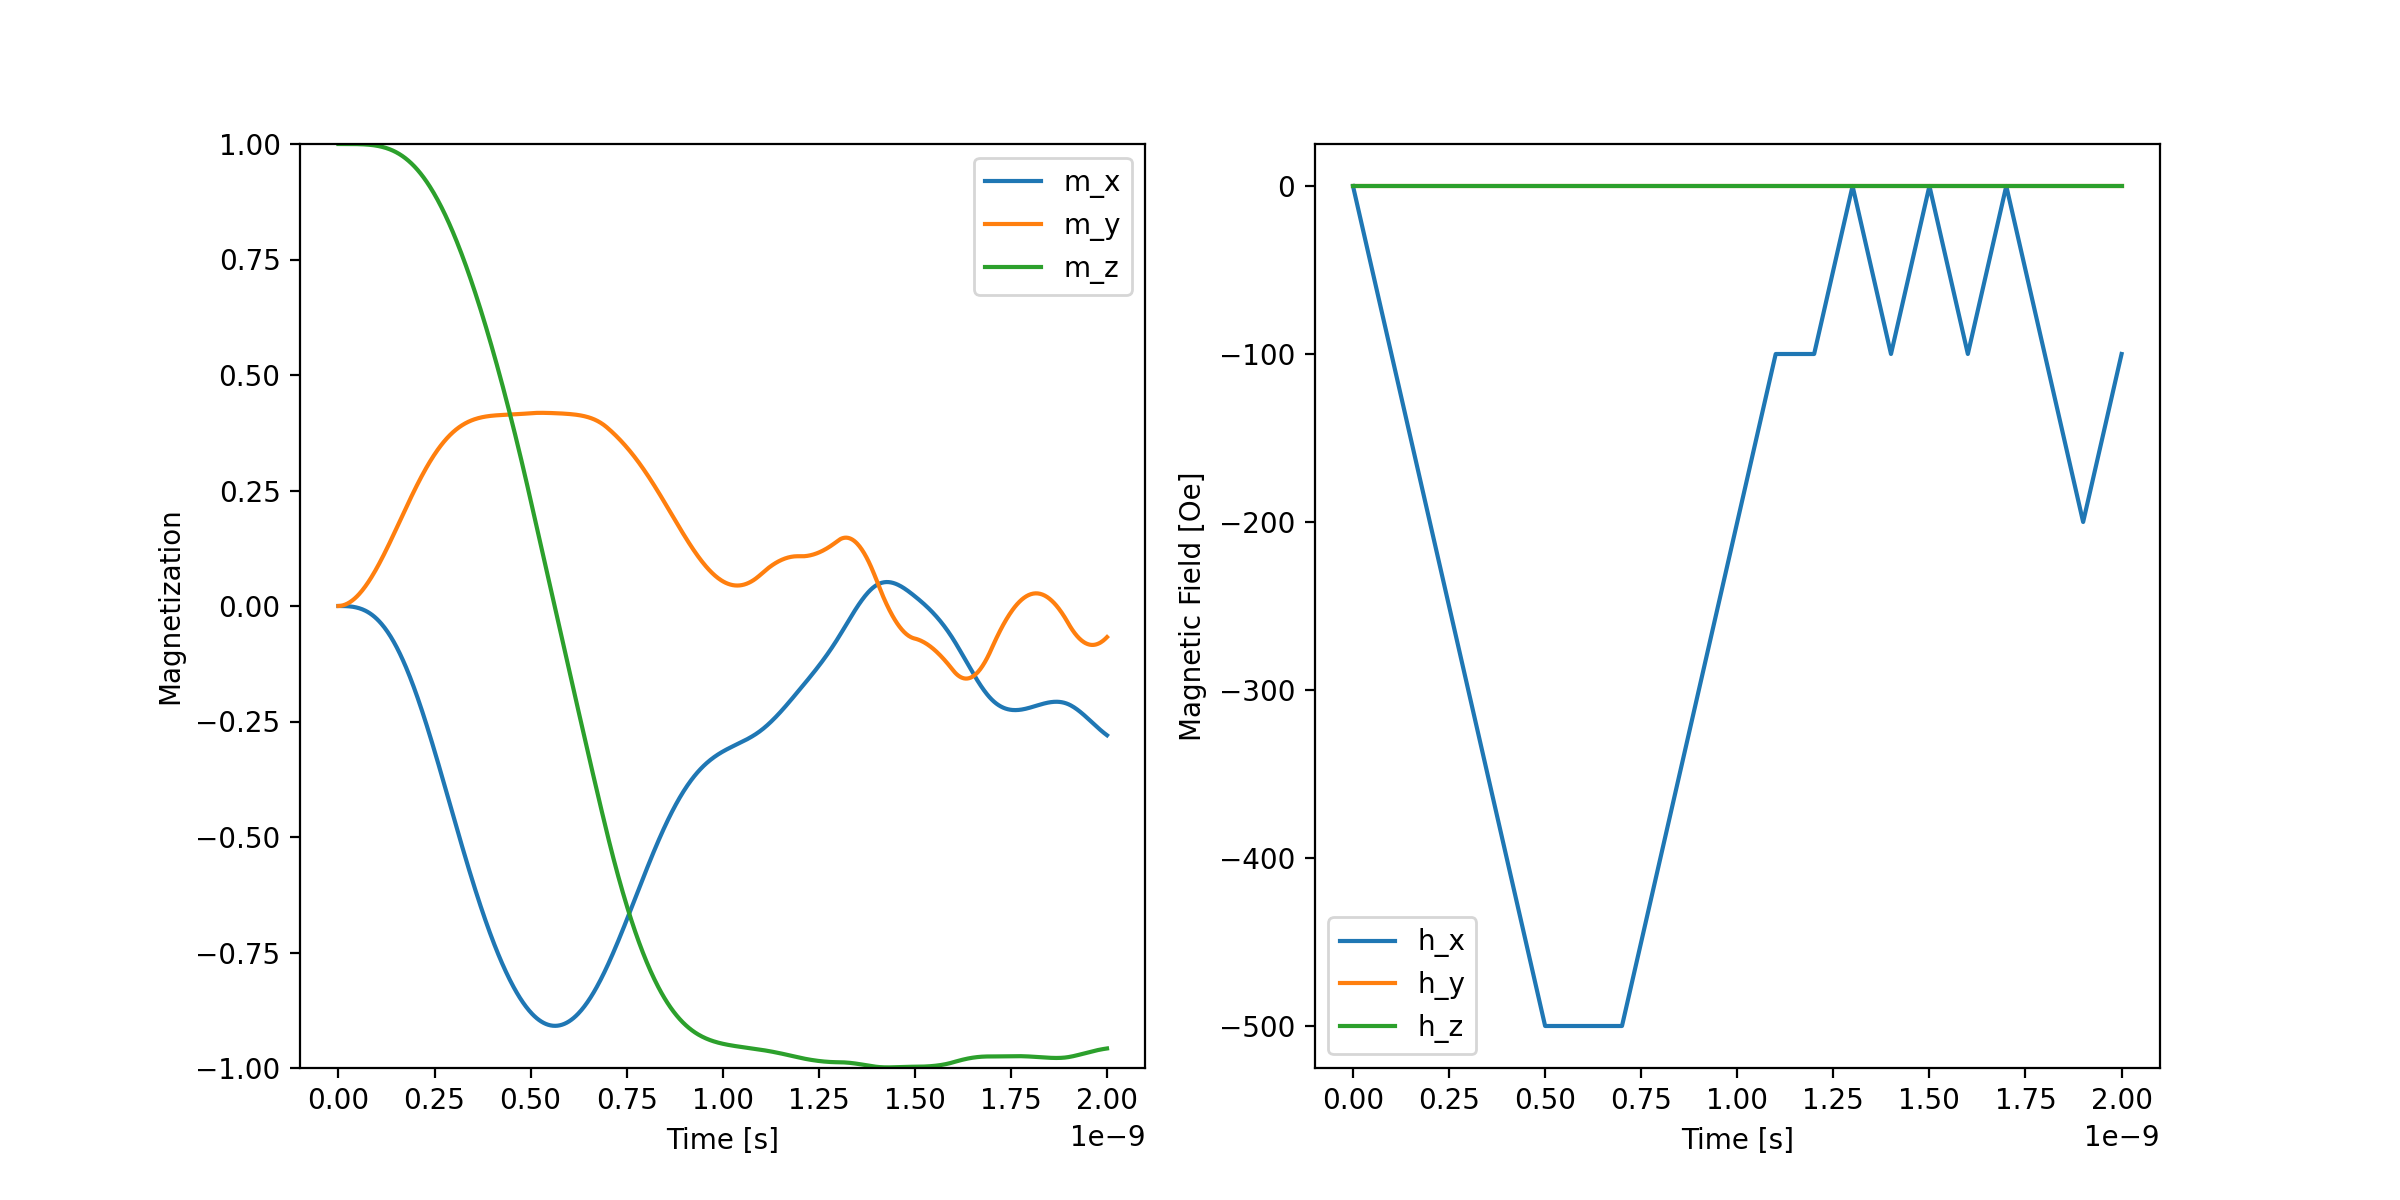 1.00
0.75
0.50
0.25
0.00
−0.25
−0.50
−0.75
−1.00
Magnetization
m_x
m_y
m_z
0.00 0.25 0.50 0.75 1.00 1.25 1.50 1.75 2.00
Time [s]
1e−9
0
−100
−200
−300
−400
−500
Magnetic Field [Oe]
h_x
h_y
h_z
0.00 0.25 0.50 0.75 1.00 1.25 1.50 1.75 2.00
Time [s]
1e−9